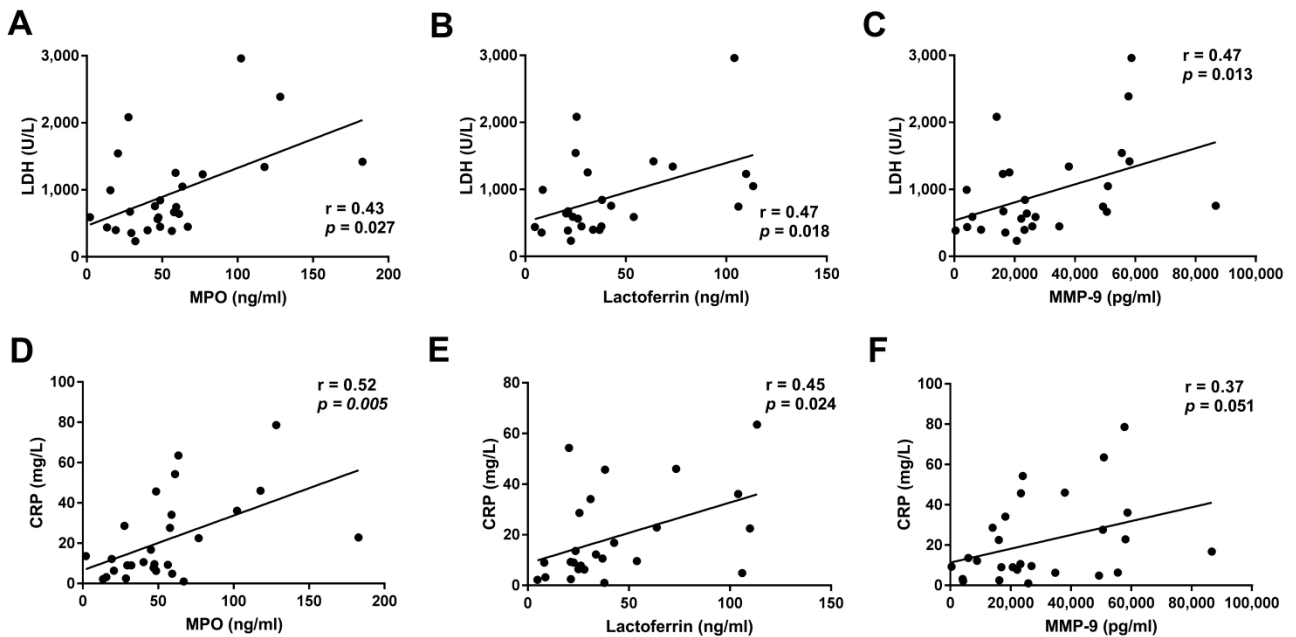 A
3,000
2,000
1,000
0
LDH (U/L)
0 50 100 150 200
MPO (ng/ml)
r = 0.43
p = 0.027
B
3,000
2,000
1,000
0
LDH (U/L)
0 50 100 150
Lactoferrin (ng/ml)
r = 0.47
p = 0.018
C
3,000
2,000
1,000
0
LDH (U/L)
0 20,000 40,000 60,000 80,000 100,000
MMP-9 (pg/ml)
r = 0.47
p = 0.013
D
100
80
60
40
20
0
CRP (mg/L)
0 50 100 150 200
MPO (ng/ml)
r = 0.52
p = 0.005
E
80
60
40
20
0
CRP (mg/L)
0 50 100 150
Lactoferrin (ng/ml)
r = 0.45
p = 0.024
F
100
80
60
40
20
0
CRP (mg/L)
0 20,000 40,000 60,000 80,000 100,000
MMP-9 (pg/ml)
r = 0.37
p = 0.051